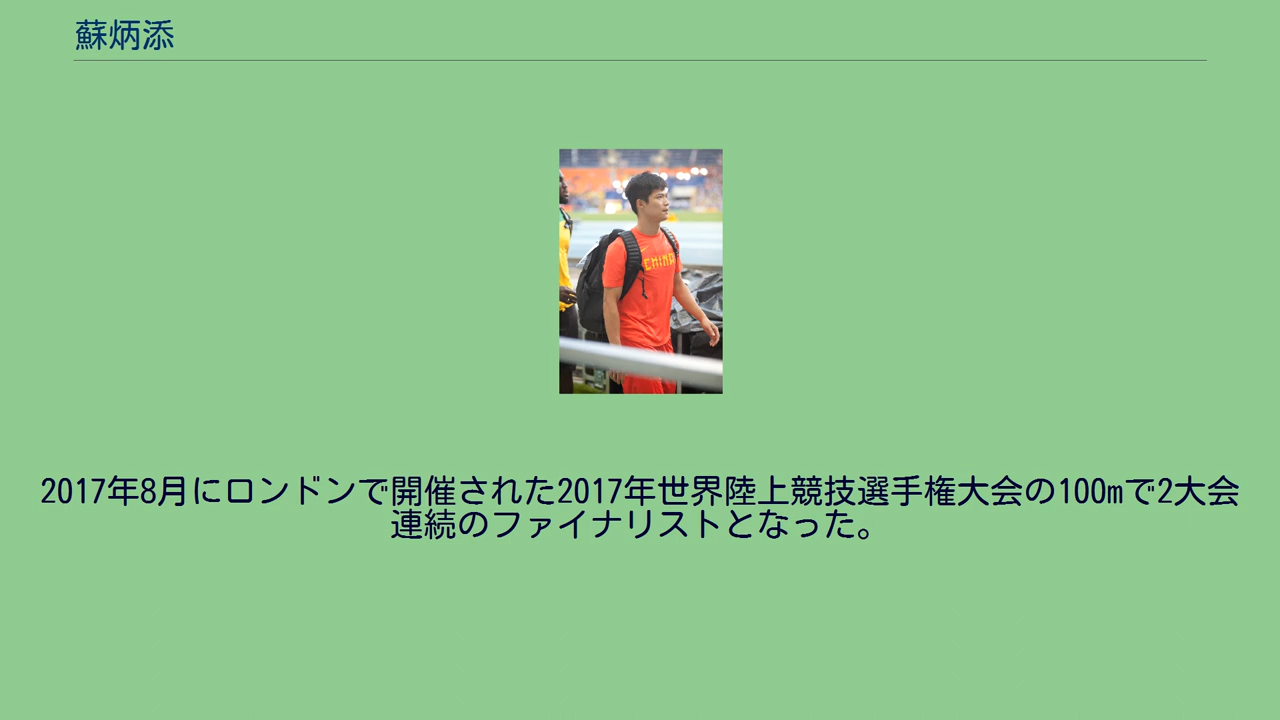 蘇炳添
CHINA
2017年8月にロンドンで開催された2017年世界陸上競技選手権大会の100mで2大会
連続のファイナリストとなった。